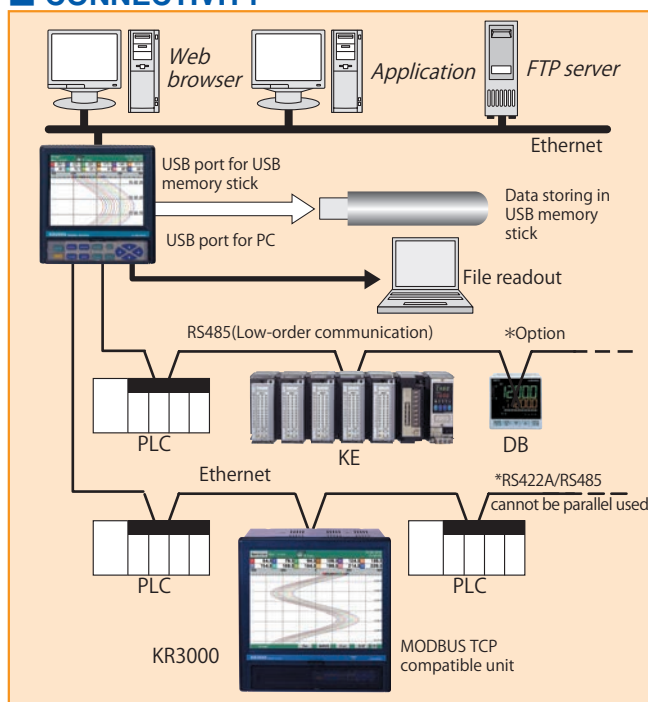 ■ CONNECTIVITY
Web
browser
Application
FTP server
Ethernet
USB port for USB
memory stick
Data storing in
USB memory
stick
USB port for PC
File readout
RS485(Low-order communication)
*Option
PLC
KE
DB
Ethernet
*RS422A/RS485
cannot be parallel used
PLC
PLC
KR3000
MODBUS TCP
compatible unit